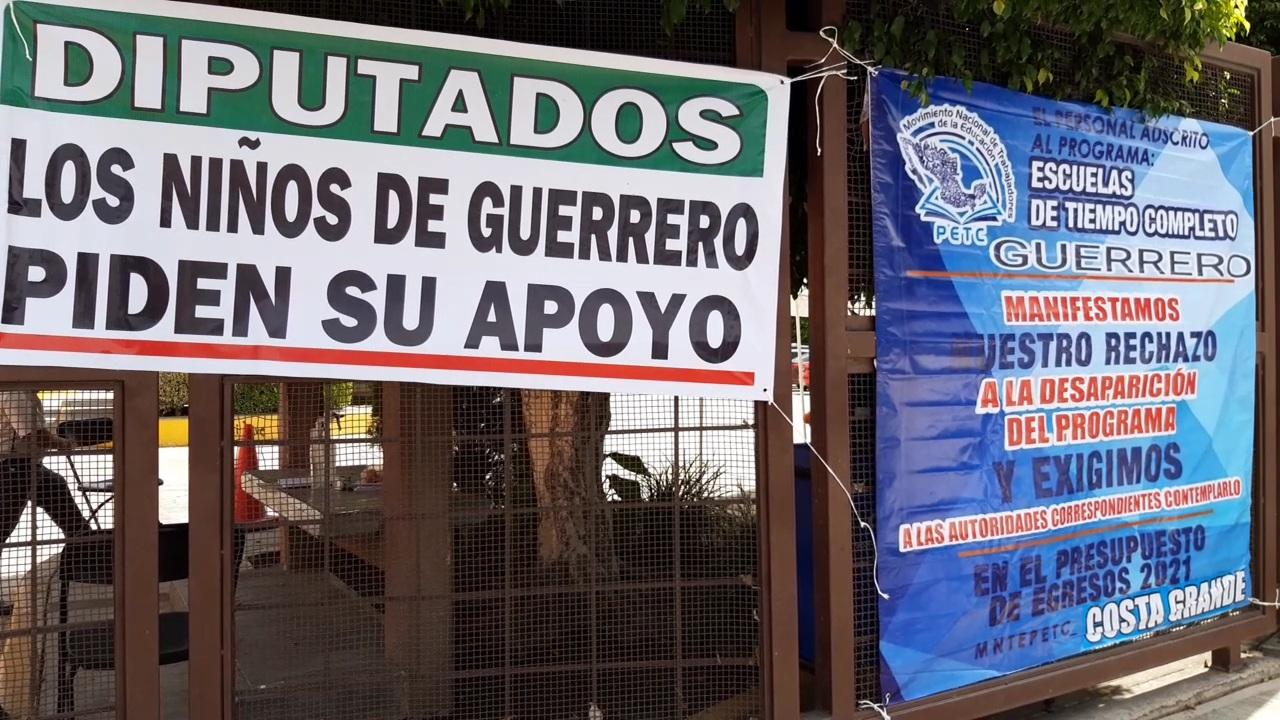 DIPUTADOS
LOS NIÑOS DE GUERRERO
PIDEN SU APOYO
Movimiento Nacional de Trabajadores
de la Educación
PETC
EL PERSONAL ADSCRITO
AL PROGRAMA:
ESCUELAS
DE TIEMPO COMPLETO
GUERRERO
MANIFESTAMOS
NUESTRO RECHAZO
A LA DESAPARICIÓN
DEL PROGRAMA
Y EXIGIMOS
A LAS AUTORIDADES CORRESPONDIENTES CONTEMPLARLO
EN EL PRESUPUESTO
DE EGRESOS 2021
MNTEPETC_ COSTA GRANDE